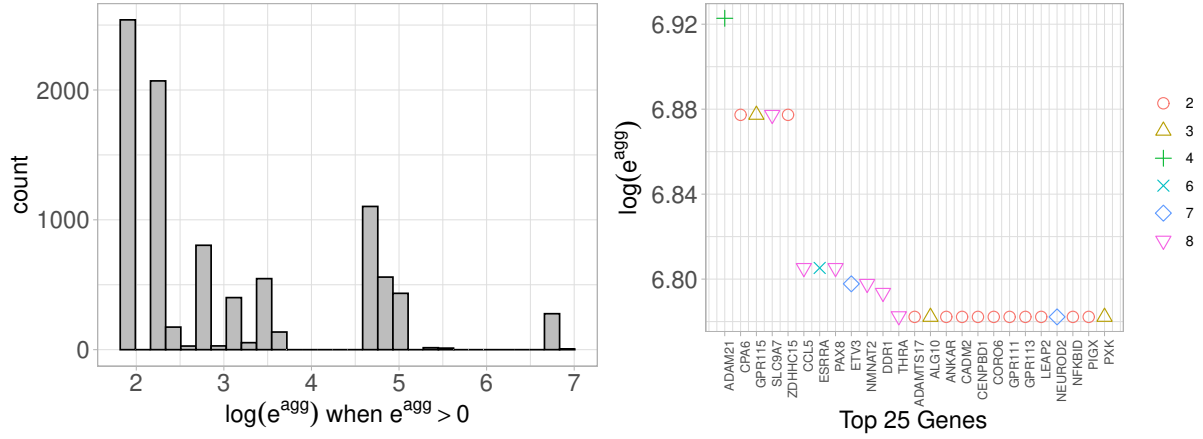 2000
1000
0
count
2
3
4
5
6
7
log(e^agg) when e^agg > 0
6.92
6.88
6.84
6.80
log(e^agg)
ADAM21
CPA6
GPR115
SLC9A7
ZDHHC15
CCL5
ESRRA
PAX8
ETV3
NMNAT2
DDR1
THRA
ADAMTS17
ALG10
ANKAR
CADM2
CENPBD1
CORO6
GPR111
GPR113
LEAP2
NEUROD2
NFKBID
PIGX
PXK
Top 25 Genes
2
3
4
6
7
8